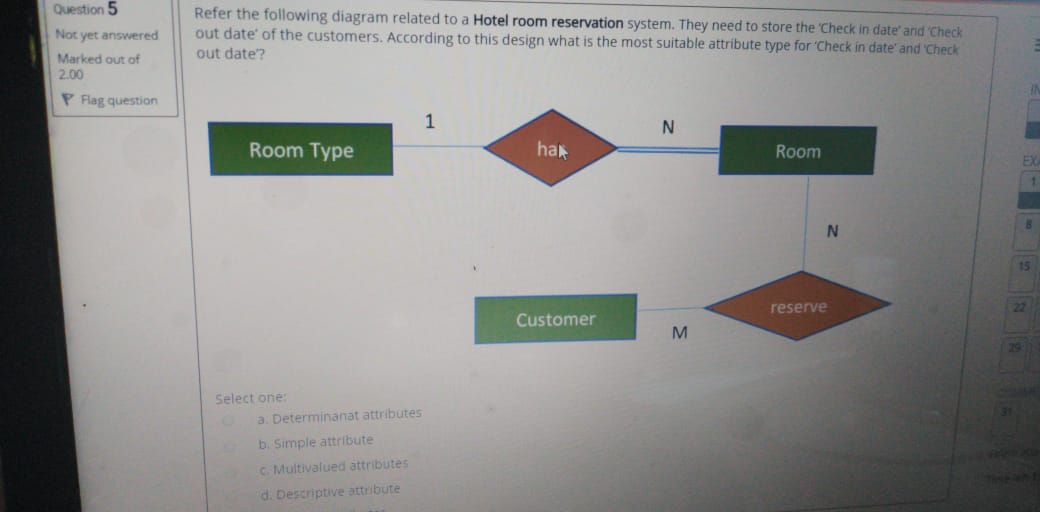 Question 5
Not yet answered
Marked out of
2.00
Flag question
Refer the following diagram related to a Hotel room reservation system. They need to store the 'Check in date' and 'Check
out date' of the customers. According to this design what is the most suitable attribute type for 'Check in date' and 'Check
out date'?
1
N
Room Type
has
Room
N
Customer
reserve
M
Select one:
a. Determinanat attributes
b. Simple attribute
c. Multivalued attributes
d. Descriptive attribute
IN
EXA
1
8
15
22
29
31